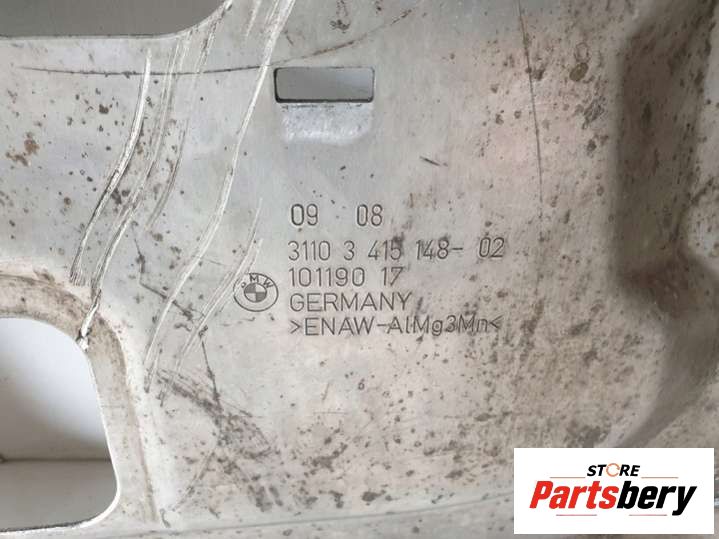 09 08
3110 3 415 148- 02
101190 17
BMW
GERMANY
>ENAW-AlMg3Mn<
STORE
Partsbery